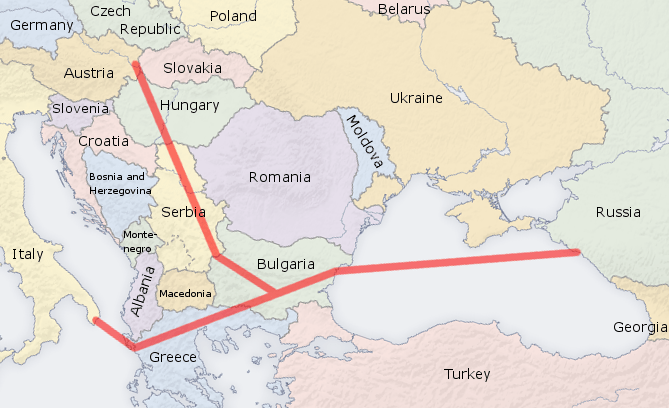 Germany
Czech
Republic
Poland
Belarus
Austria
Slovakia
Ukraine
Slovenia
Hungary
Moldova
Croatia
Romania
Bosnia and
Herzegovina
Serbia
Russia
Italy
Monte-
negro
Bulgaria
Albania
Macedonia
Georgia
Greece
Turkey